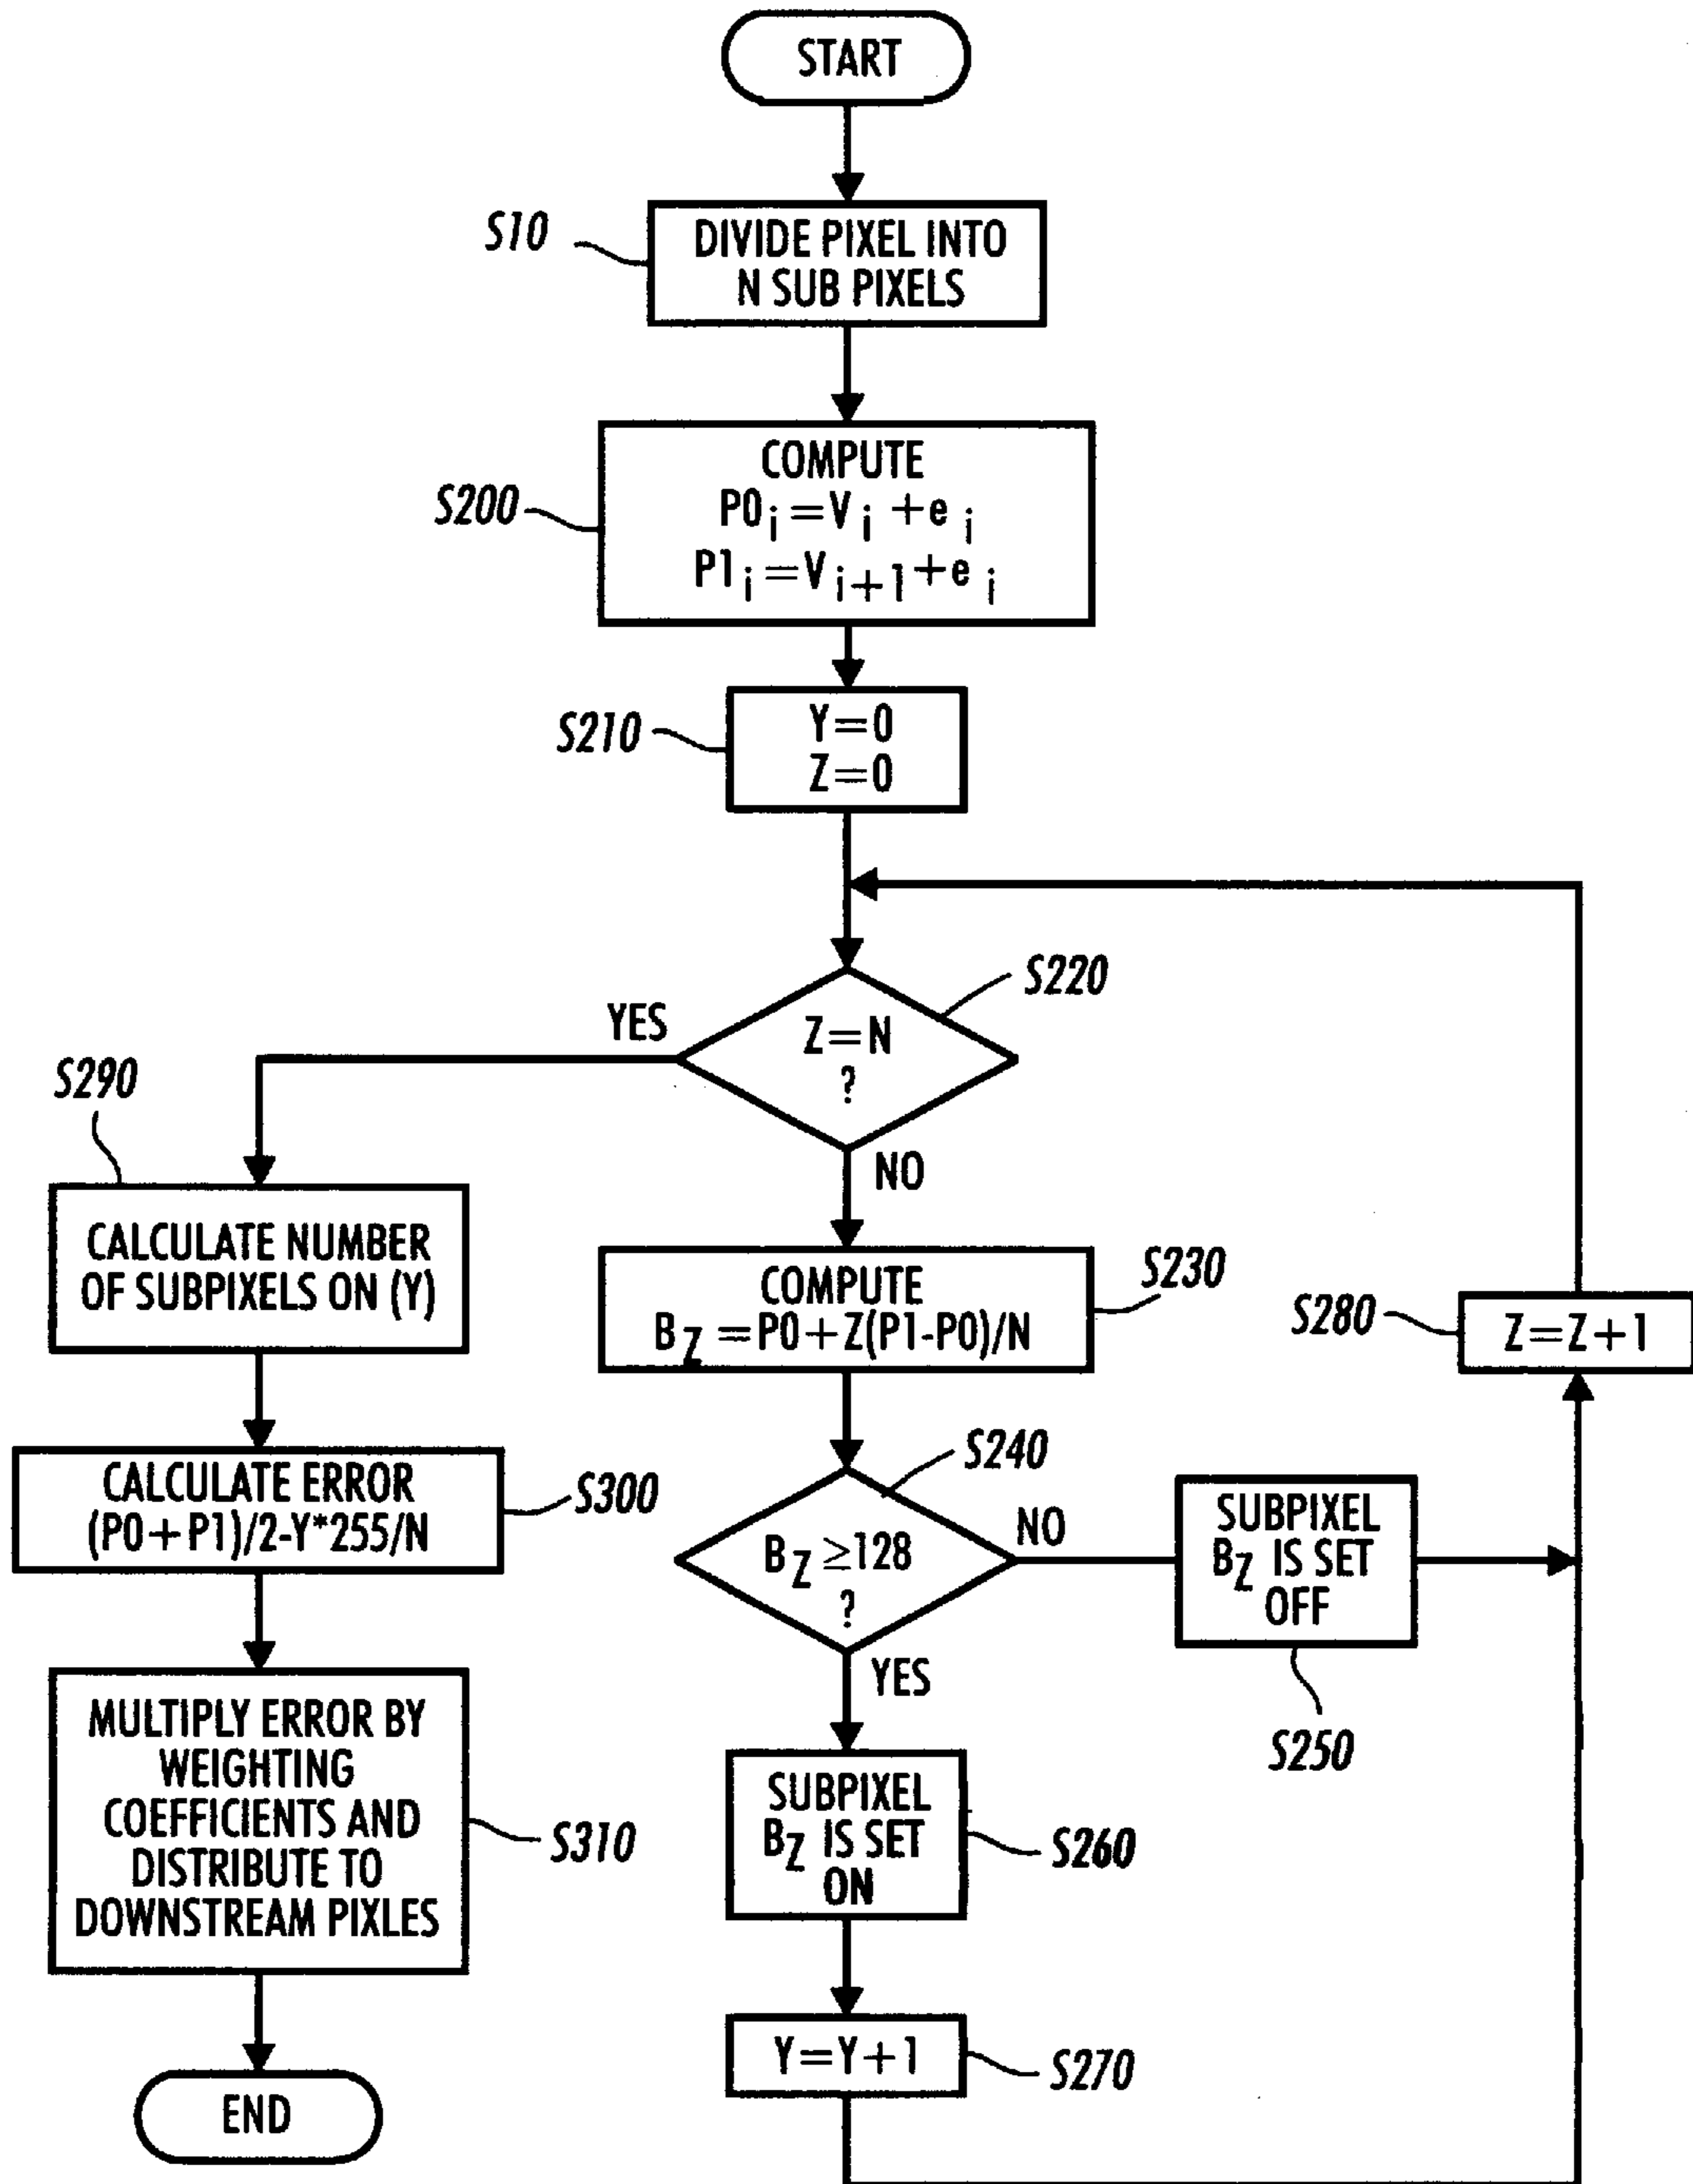 START
S10
DIVIDE PIXEL INTO
N SUB PIXELS
S200
COMPUTE
P0i=Vi+ei
P1i=Vi+1+ei
S210
Y=0
Z=0
S220
Z=N
?
YES
NO
S290
CALCULATE NUMBER
OF SUBPIXELS ON (Y)
S230
COMPUTE
BZ=P0+Z(P1-P0)/N
S280
Z=Z+1
S300
CALCULATE ERROR
(P0+P1)/2-Y*255/N
S240
BZ≥128
?
NO
YES
SUBPIXEL
BZ IS SET
OFF
S250
MULTIPLY ERROR BY
WEIGHTING
COEFFICIENTS AND
DISTRIBUTE TO
DOWNSTREAM PIXLES
S310
SUBPIXEL
BZ IS SET
ON
S260
Y=Y+1
S270
END